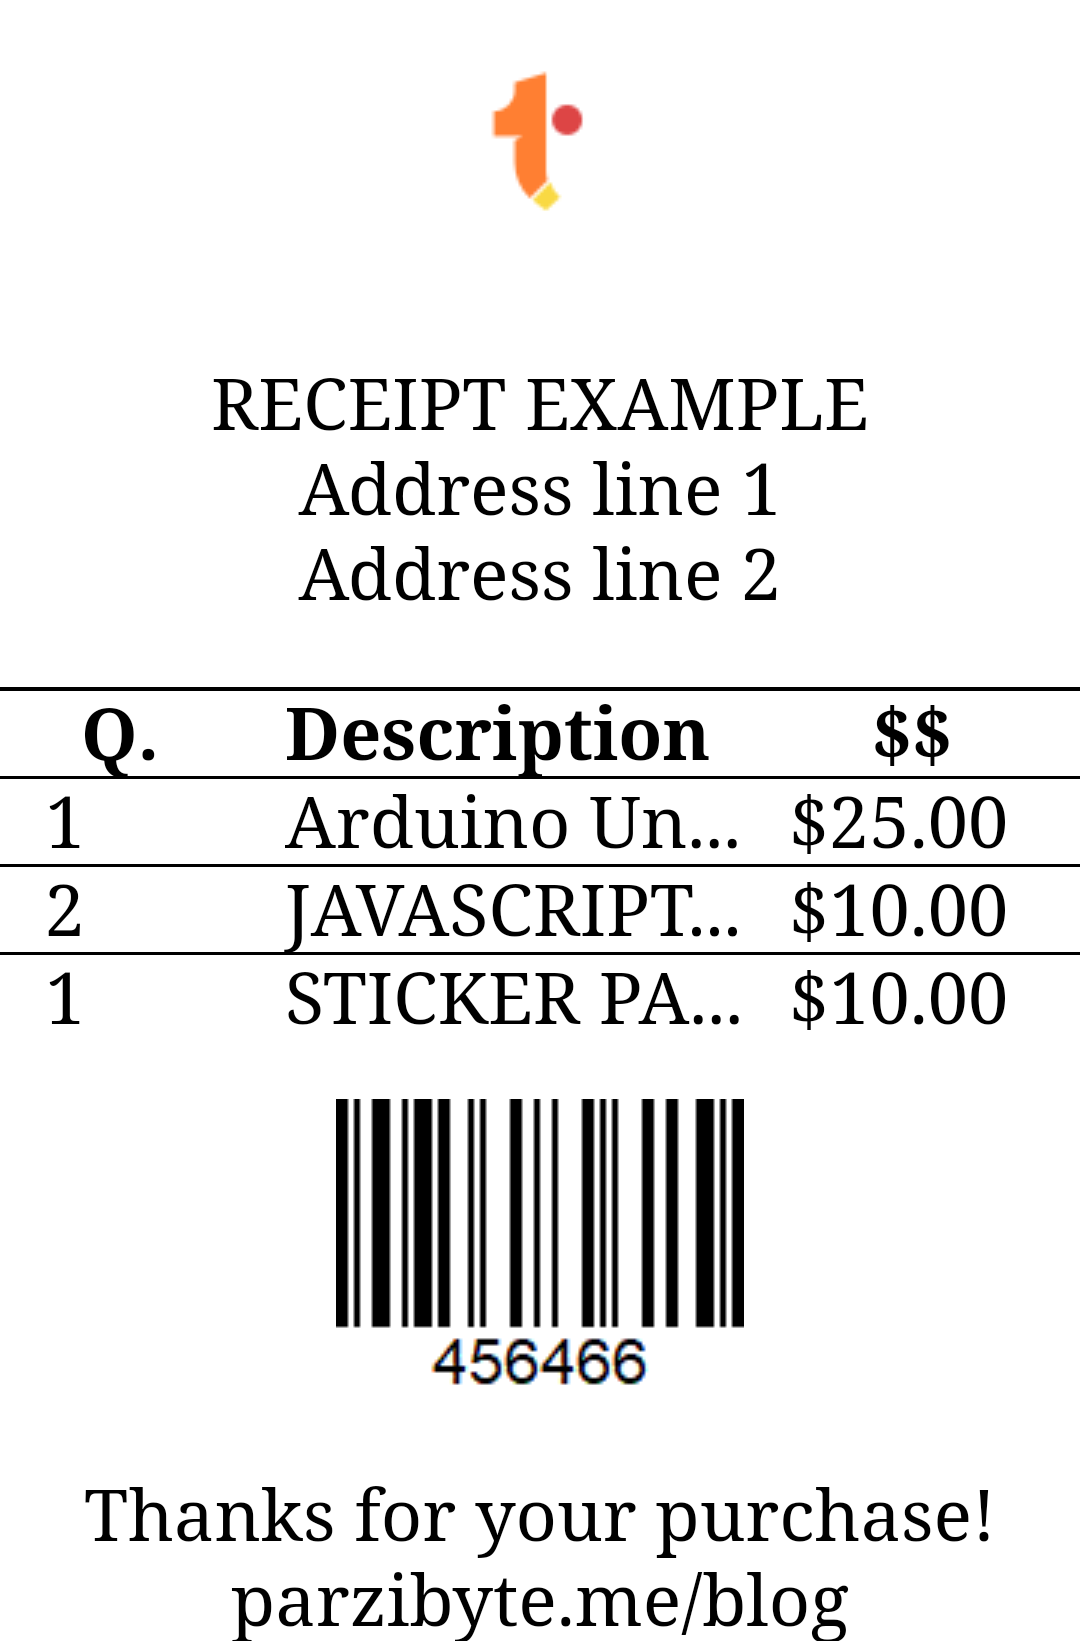 RECEIPT EXAMPLE
Address line 1
Address line 2
Q. Description $$
1 Arduino Un... $25.00
2 JAVASCRIPT... $10.00
1 STICKER PA... $10.00
456466
Thanks for your purchase!
parzibyte.me/blog